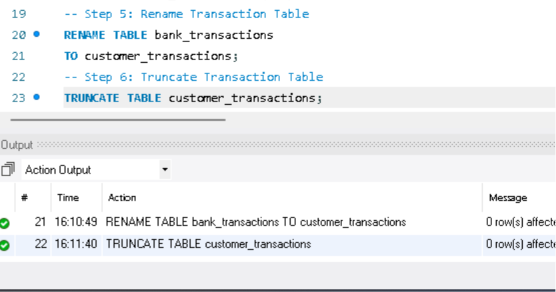 19 -- Step 5: Rename Transaction Table
20 RENAME TABLE bank_transactions
21 TO customer_transactions;
22 -- Step 6: Truncate Transaction Table
23 TRUNCATE TABLE customer_transactions;
Output
Action Output
# Time Action Message
21 16:10:49 RENAME TABLE bank_transactions TO customer_transactions 0 row(s) affecte
22 16:11:40 TRUNCATE TABLE customer_transactions 0 row(s) affecte